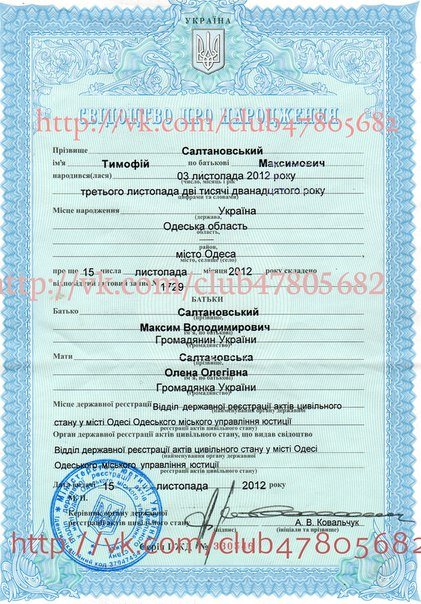 УКРАЇНА
СВІДОЦТВО ПРО НАРОДЖЕННЯ
http://vk.com/club47805682
Прізвище Салтановський
ім'я Тимофій по батькові Максимович
народився(лася) 03 листопада 2012 року
(число, місяць і рік
третього листопада дві тисячі дванадцятого року
цифрами та словами)
Місце народження Україна
(держава,
Одеська область
область,
район,
місто Одеса
місто, селище (село)
про що 15 числа листопада місяця 2012 року складено
відповідний актовий запис № 1729
http://vk.com/club47805682
БАТЬКИ
Батько Салтановський
(прізвище,
Максим Володимирович
ім'я, по батькові)
Громадянин України
(громадянство)
Мати Салтановська
(прізвище,
Олена Олегівна
ім'я, по батькові)
Громадянка України
(громадянство)
Місце державної реєстрації Відділ державної реєстрації актів цивільного
(найменування органу державної
стану у місті Одесі Одеського міського управління юстиції
реєстрації актів цивільного стану)
Орган державної реєстрації актів цивільного стану, що видав свідоцтво
Відділ державної реєстрації актів цивільного стану у місті Одесі
(найменування органу державної
Одеського міського управління юстиції
реєстрації актів цивільного стану)
Дата видачі 15 листопада 2012 року
М.П.
Керівник органу державної
реєстрації актів цивільного стану А. В. Ковальчук
(підпис) (ініціали та прізвище)
http://vk.com/club47805682
Серія